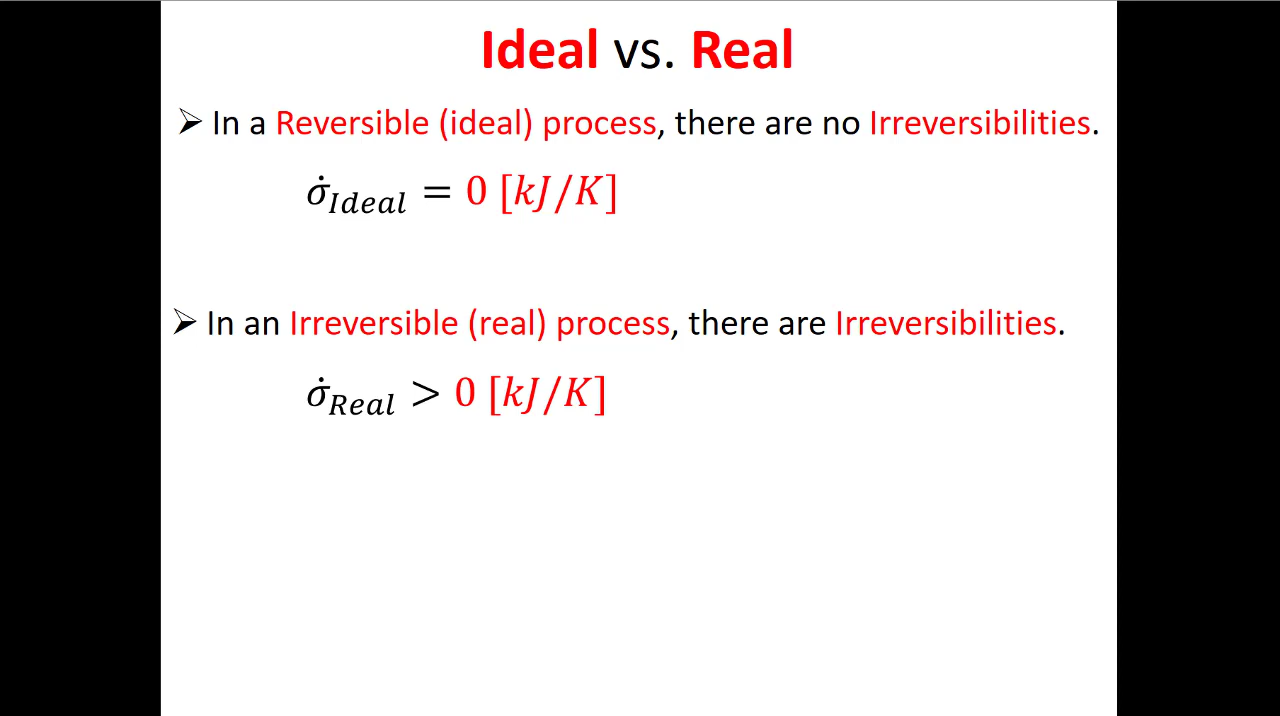 Ideal vs. Real
➢ In a Reversible (ideal) process, there are no Irreversibilities.
σ̇_Ideal = 0 [kJ/K]
➢ In an Irreversible (real) process, there are Irreversibilities.
σ̇_Real > 0 [kJ/K]